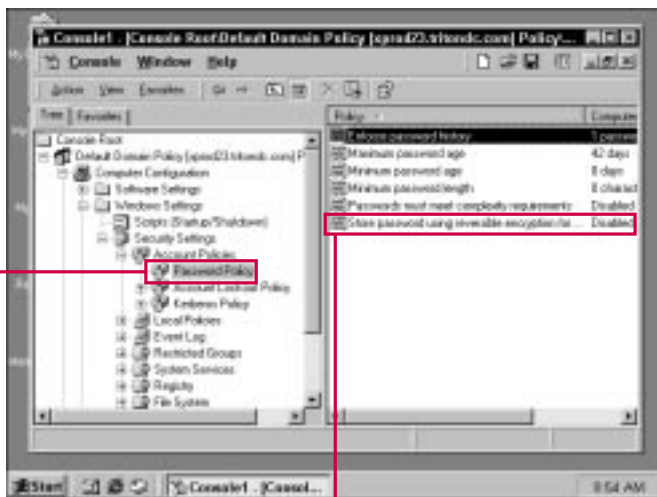 Console1 - [Console Root\Default Domain Policy [sprod23.tritondc.com] Policy\...
Console Window Help
Action View Favorites
Tree Favorites
Console Root
Default Domain Policy [sprod23.tritondc.com] P
Computer Configuration
Software Settings
Windows Settings
Scripts (Startup/Shutdown)
Security Settings
Account Policies
Password Policy
Account Lockout Policy
Kerberos Policy
Local Policies
Event Log
Restricted Groups
System Services
Registry
File System
Policy Computer
Enforce password history 1 passwo
Maximum password age 42 days
Minimum password age 0 days
Minimum password length 0 charact
Passwords must meet complexity requirements Disabled
Store password using reversible encryption for ... Disabled
Start Console1 - [Consol... 8:54 AM